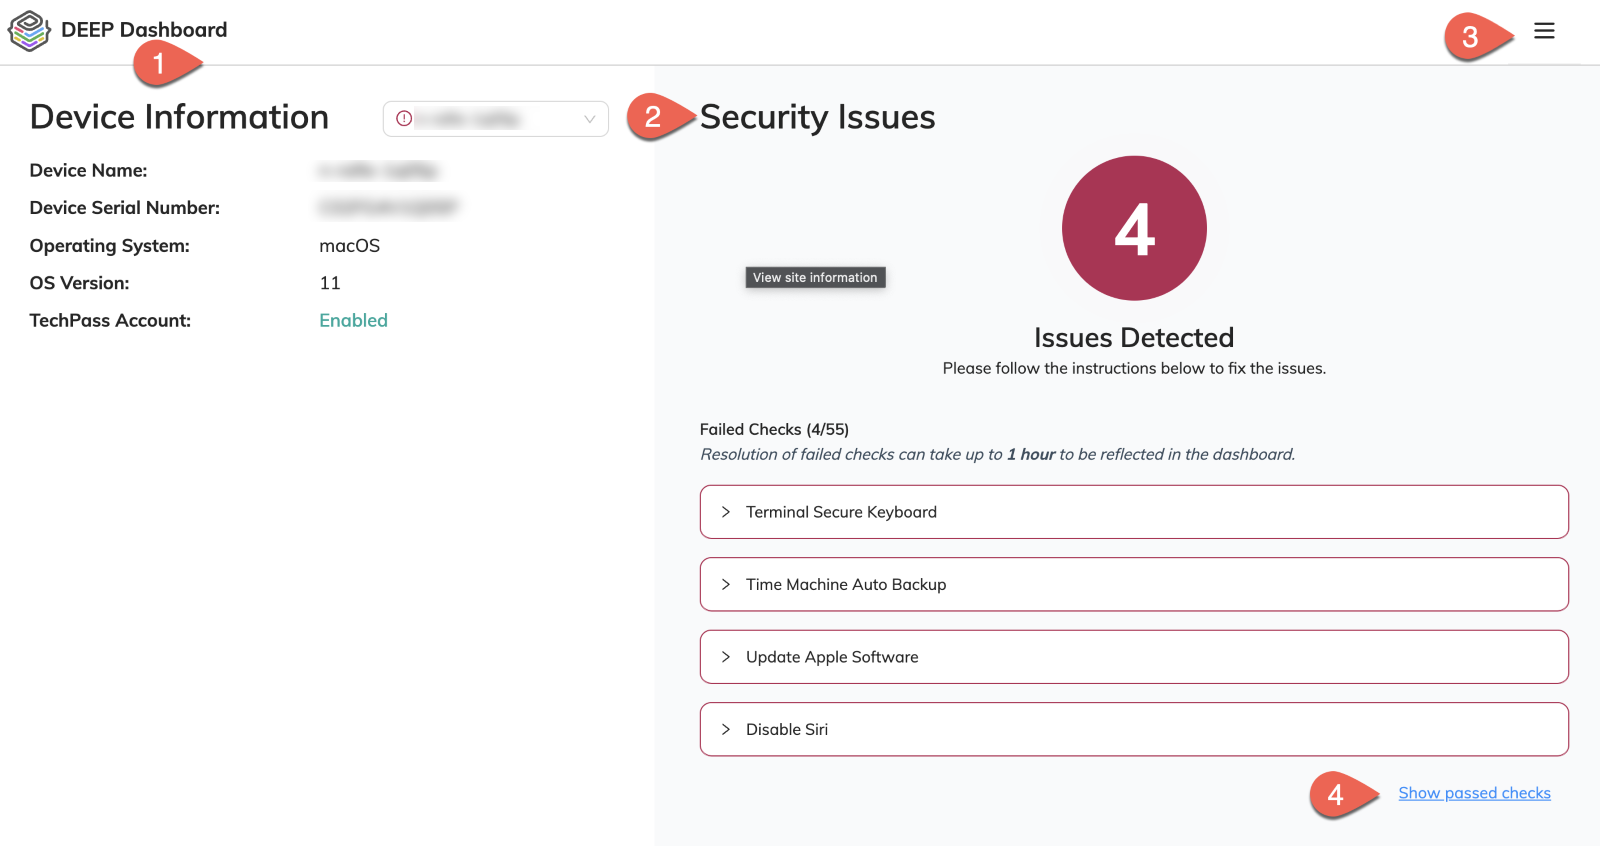 DEEP Dashboard
1
3
Device Information
2
Security Issues
Device Name:
Device Serial Number:
Operating System: macOS
OS Version: 11
TechPass Account: Enabled
4
View site information
Issues Detected
Please follow the instructions below to fix the issues.
Failed Checks (4/55)
Resolution of failed checks can take up to 1 hour to be reflected in the dashboard.
Terminal Secure Keyboard
Time Machine Auto Backup
Update Apple Software
Disable Siri
4
Show passed checks